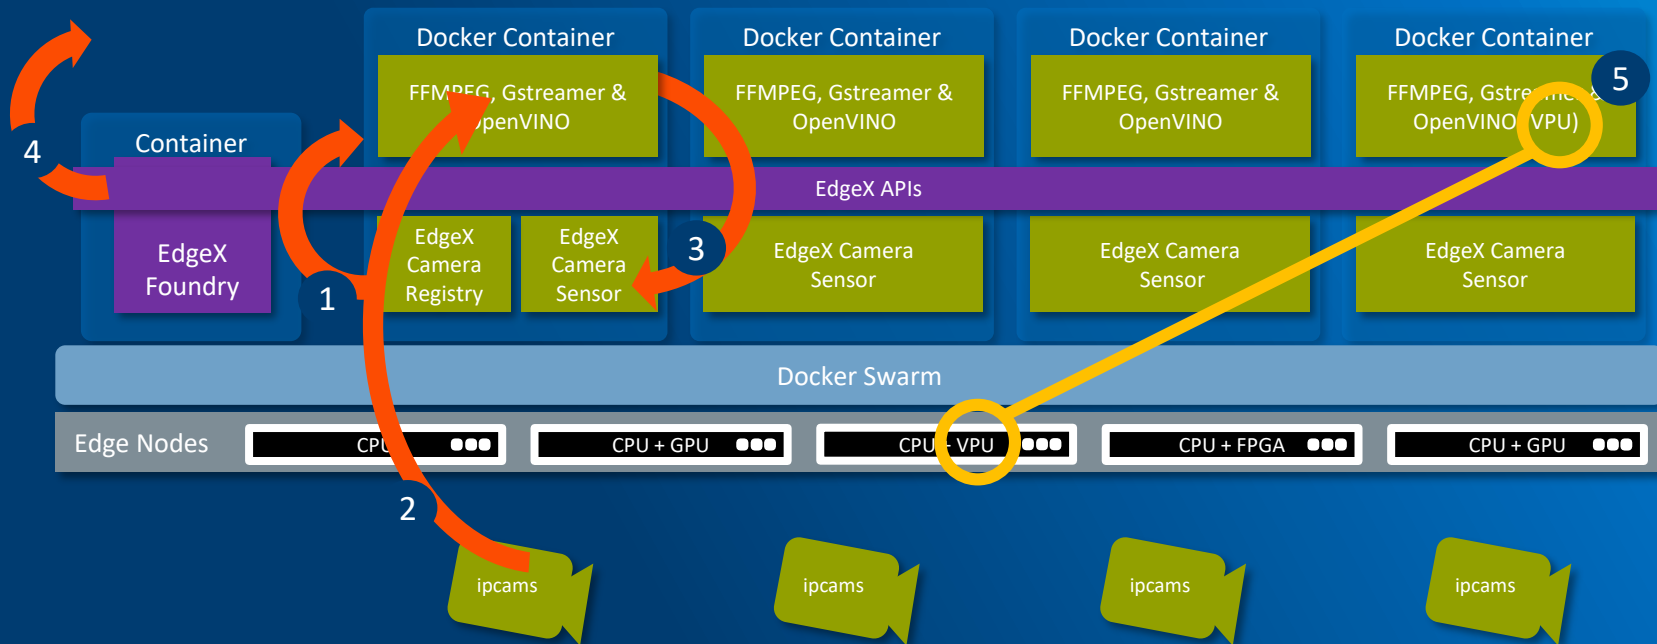 Docker Container
Docker Container
Docker Container
Docker Container
FFMPEG, Gstreamer &
OpenVINO
FFMPEG, Gstreamer &
OpenVINO
FFMPEG, Gstreamer &
OpenVINO
FFMPEG, Gstreamer &
OpenVINO (VPU)
5
4
Container
EdgeX APIs
EdgeX
Foundry
1
EdgeX
Camera
Registry
EdgeX
Camera
Sensor
3
EdgeX Camera
Sensor
EdgeX Camera
Sensor
EdgeX Camera
Sensor
Docker Swarm
Edge Nodes
CPU
CPU + GPU
CPU + VPU
CPU + FPGA
CPU + GPU
2
ipcams
ipcams
ipcams
ipcams